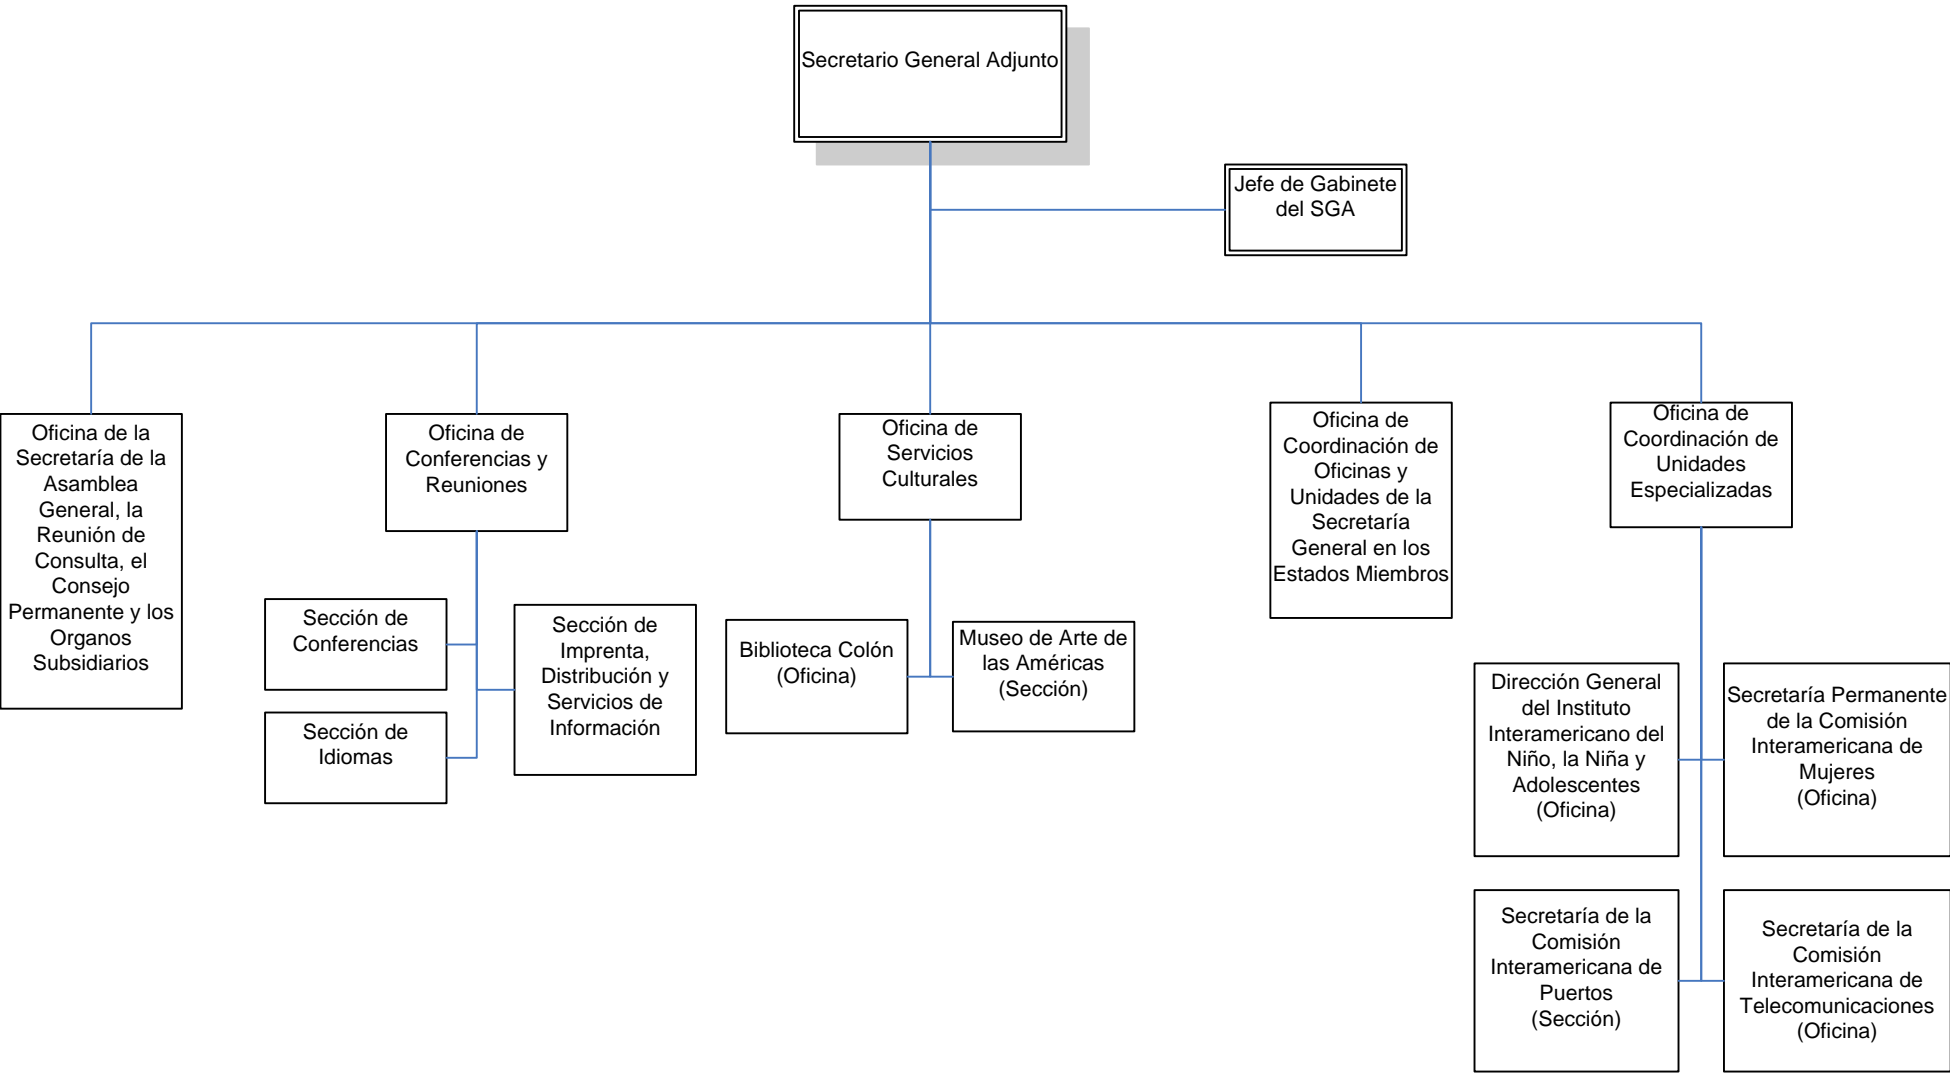 Secretario General Adjunto
Jefe de Gabinete
del SGA
Oficina de la
Secretaría de la
Asamblea
General, la
Reunión de
Consulta, el
Consejo
Permanente y los
Organos
Subsidiarios
Oficina de
Conferencias y
Reuniones
Oficina de
Servicios
Culturales
Oficina de
Coordinación de
Oficinas y
Unidades de la
Secretaría
General en los
Estados Miembros
Oficina de
Coordinación de
Unidades
Especializadas
Sección de
Conferencias
Sección de
Idiomas
Sección de
Imprenta,
Distribución y
Servicios de
Información
Biblioteca Colón
(Oficina)
Museo de Arte de
las Américas
(Sección)
Dirección General
del Instituto
Interamericano del
Niño, la Niña y
Adolescentes
(Oficina)
Secretaría Permanente
de la Comisión
Interamericana de
Mujeres
(Oficina)
Secretaría de la
Comisión
Interamericana de
Puertos
(Sección)
Secretaría de la
Comisión
Interamericana de
Telecomunicaciones
(Oficina)